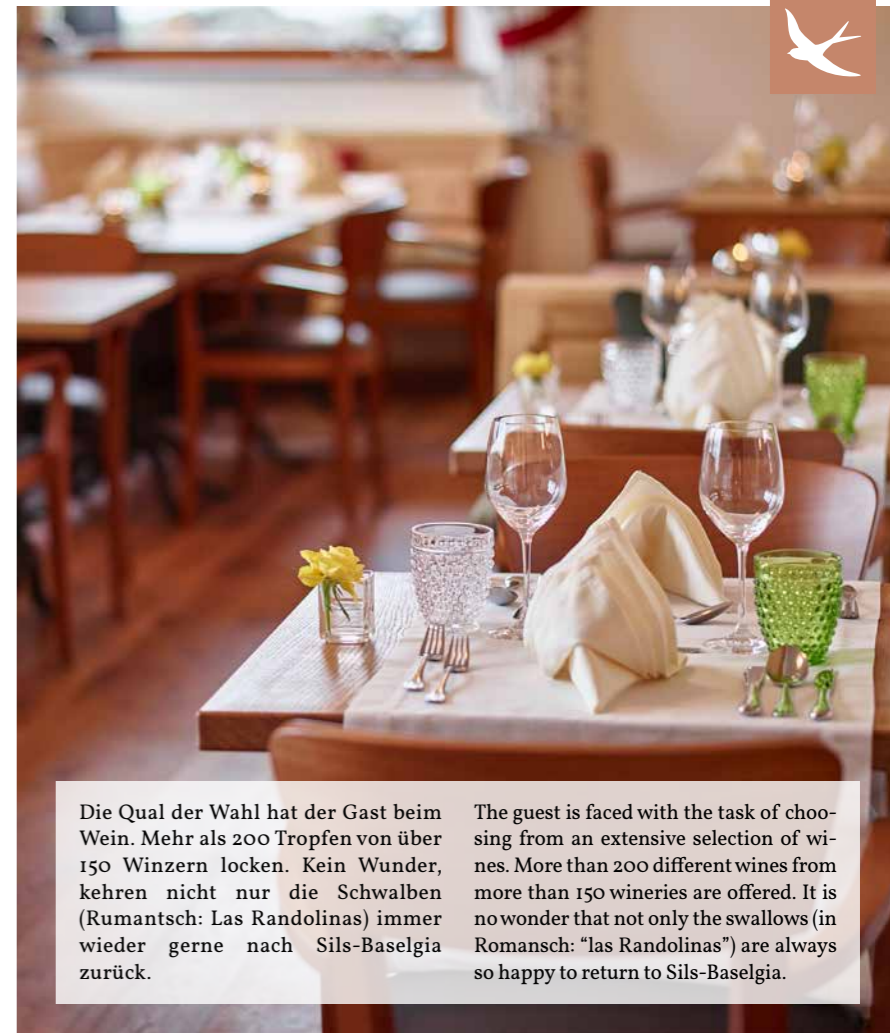 Die Qual der Wahl hat der Gast beim
Wein. Mehr als 200 Tropfen von über
150 Winzern locken. Kein Wunder,
kehren nicht nur die Schwalben
(Rumantsch: Las Randolinas) immer
wieder gerne nach Sils-Baselgia
zurück.
The guest is faced with the task of choo-
sing from an extensive selection of wi-
nes. More than 200 different wines from
more than 150 wineries are offered. It is
no wonder that not only the swallows (in
Romansch: “las Randolinas”) are always
so happy to return to Sils-Baselgia.